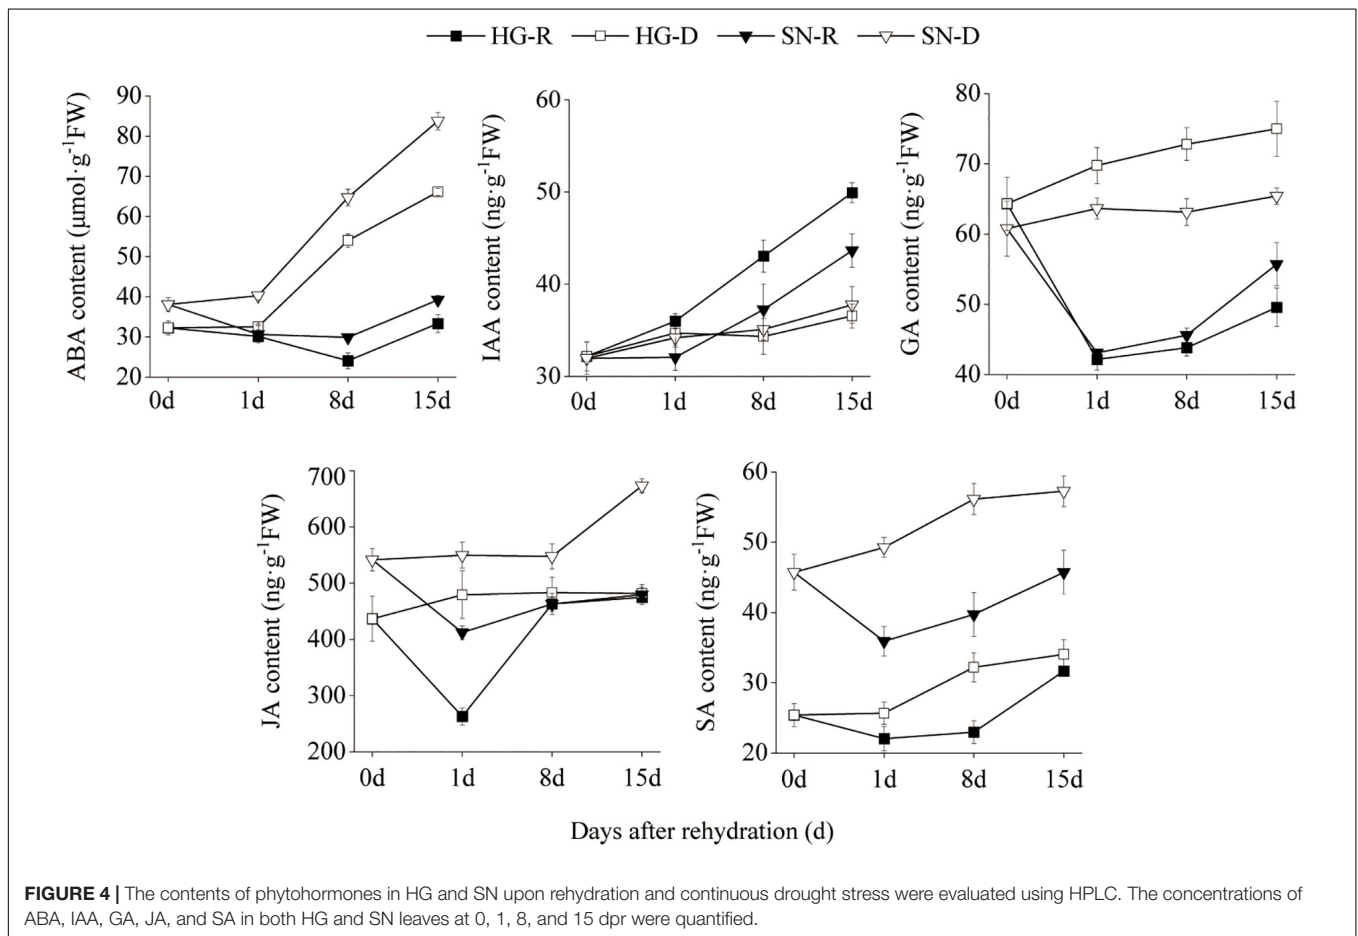 HG-R HG-D SN-R SN-D
ABA content (μmol·g⁻¹FW)
90
80
70
60
50
40
30
20
0d 1d 8d 15d
IAA content (ng·g⁻¹FW)
60
50
40
30
0d 1d 8d 15d
GA content (ng·g⁻¹FW)
80
70
60
50
40
0d 1d 8d 15d
JA content (ng·g⁻¹FW)
700
600
500
400
300
200
0d 1d 8d 15d
SA content (ng·g⁻¹FW)
60
50
40
30
20
0d 1d 8d 15d
Days after rehydration (d)
FIGURE 4 | The contents of phytohormones in HG and SN upon rehydration and continuous drought stress were evaluated using HPLC. The concentrations of
ABA, IAA, GA, JA, and SA in both HG and SN leaves at 0, 1, 8, and 15 dpr were quantified.